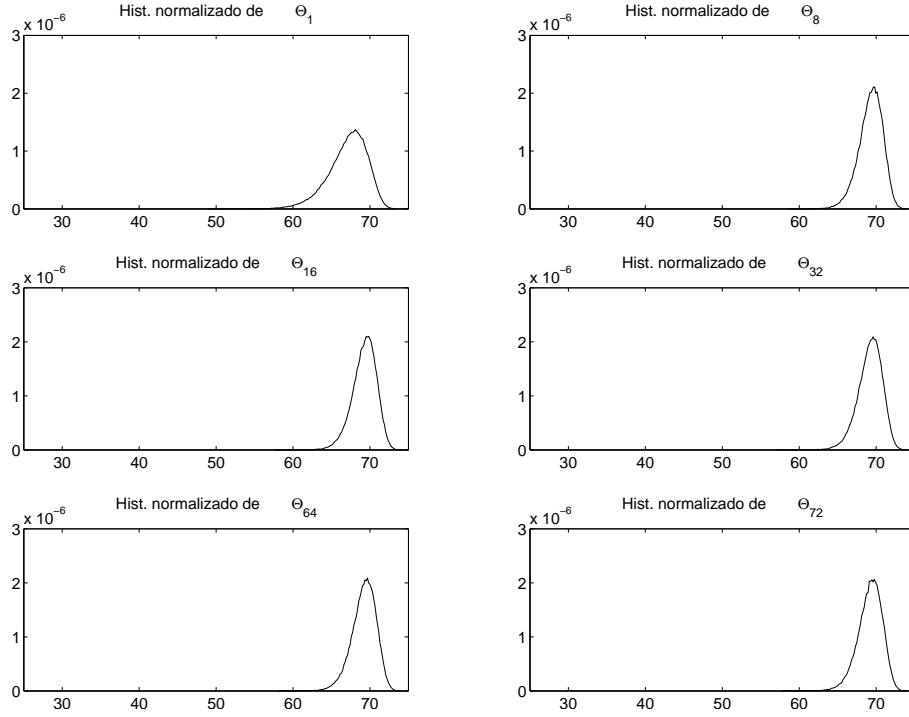 Hist. normalizado de Θ1
x 10−6
3
2
1
0
30 40 50 60 70
Hist. normalizado de Θ8
x 10−6
3
2
1
0
30 40 50 60 70
Hist. normalizado de Θ16
x 10−6
3
2
1
0
30 40 50 60 70
Hist. normalizado de Θ32
x 10−6
3
2
1
0
30 40 50 60 70
Hist. normalizado de Θ64
x 10−6
3
2
1
0
30 40 50 60 70
Hist. normalizado de Θ72
x 10−6
3
2
1
0
30 40 50 60 70